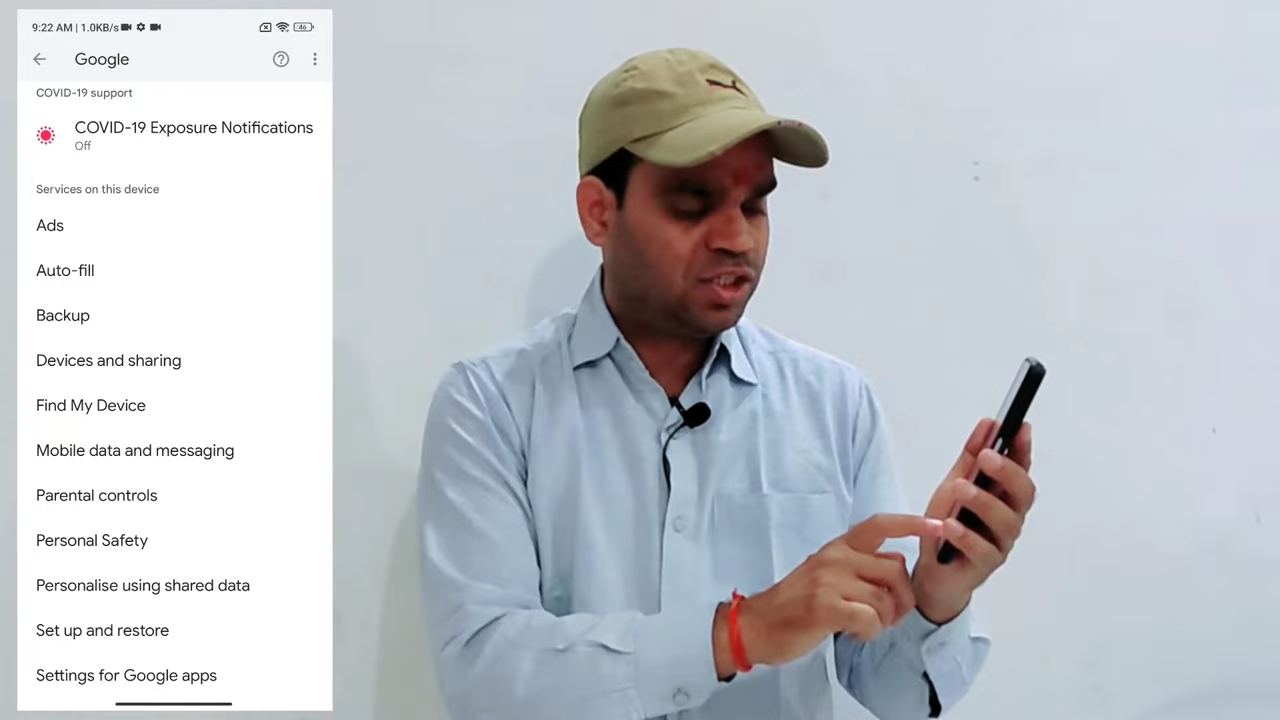 9:22 AM | 1.0KB/s 46
Google
COVID-19 support
COVID-19 Exposure Notifications
Off
Services on this device
Ads
Auto-fill
Backup
Devices and sharing
Find My Device
Mobile data and messaging
Parental controls
Personal Safety
Personalise using shared data
Set up and restore
Settings for Google apps